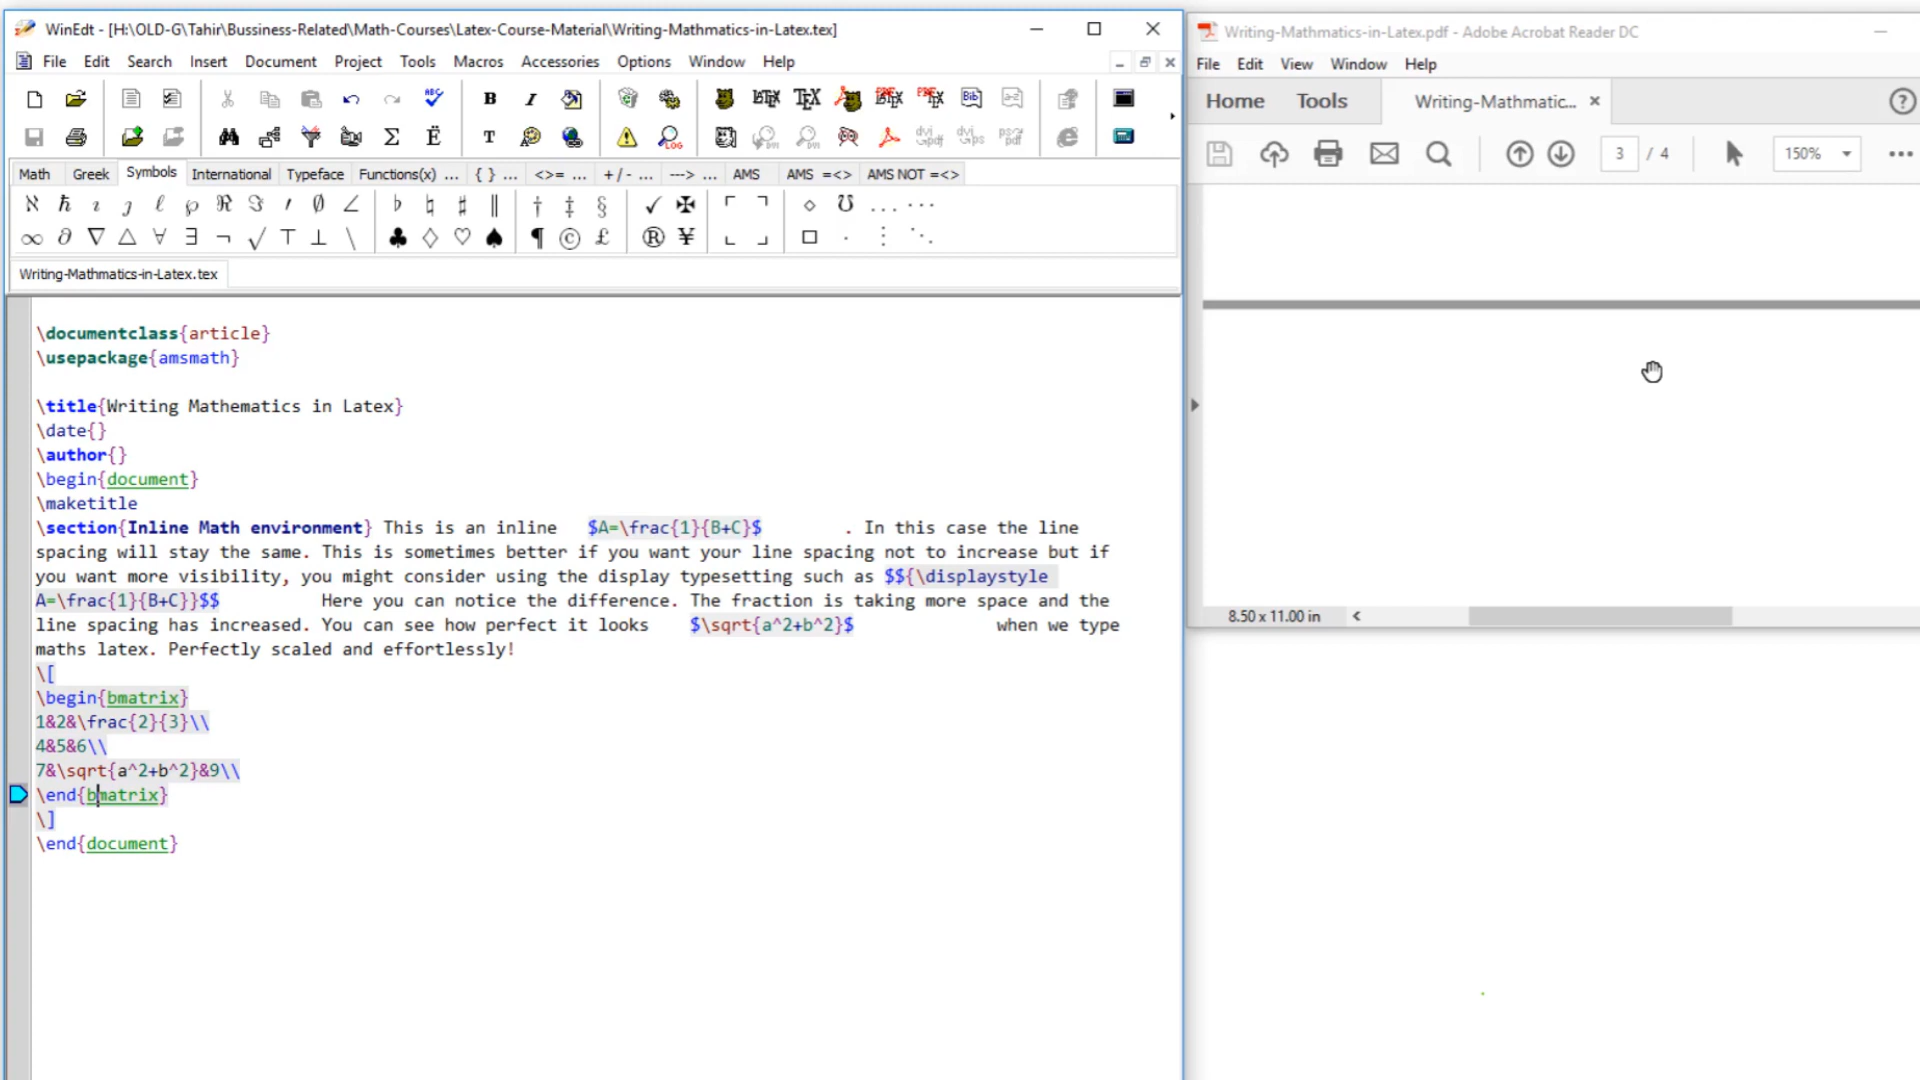 WinEdt - [H:\OLD-G\Tahir\Bussiness-Related\Math-Courses\Latex-Course-Material\Writing-Mathmatics-in-Latex.tex]
File Edit Search Insert Document Project Tools Macros Accessories Options Window Help
Math Greek Symbols International Typeface Functions(x) ... { } ... <>= ... + / - ... ---> ... AMS AMS =<> AMS NOT =<>
Writing-Mathmatics-in-Latex.tex
\documentclass{article}
\usepackage{amsmath}
\title{Writing Mathematics in Latex}
\date{}
\author{}
\begin{document}
\maketitle
\section{Inline Math environment} This is an inline $A=\frac{1}{B+C}$ . In this case the line
spacing will stay the same. This is sometimes better if you want your line spacing not to increase but if
you want more visibility, you might consider using the display typesetting such as $${\displaystyle
A=\frac{1}{B+C}}$$ Here you can notice the difference. The fraction is taking more space and the
line spacing has increased. You can see how perfect it looks $\sqrt{a^2+b^2}$ when we type
maths latex. Perfectly scaled and effortlessly!
\[
\begin{bmatrix}
1&2&\frac{2}{3}\\
4&5&6\\
7&\sqrt{a^2+b^2}&9\\
\end{bmatrix}
\]
\end{document}
Writing-Mathmatics-in-Latex.pdf - Adobe Acrobat Reader DC
File Edit View Window Help
Home Tools Writing-Mathmatic... ×
3 / 4 150%
8.50 x 11.00 in